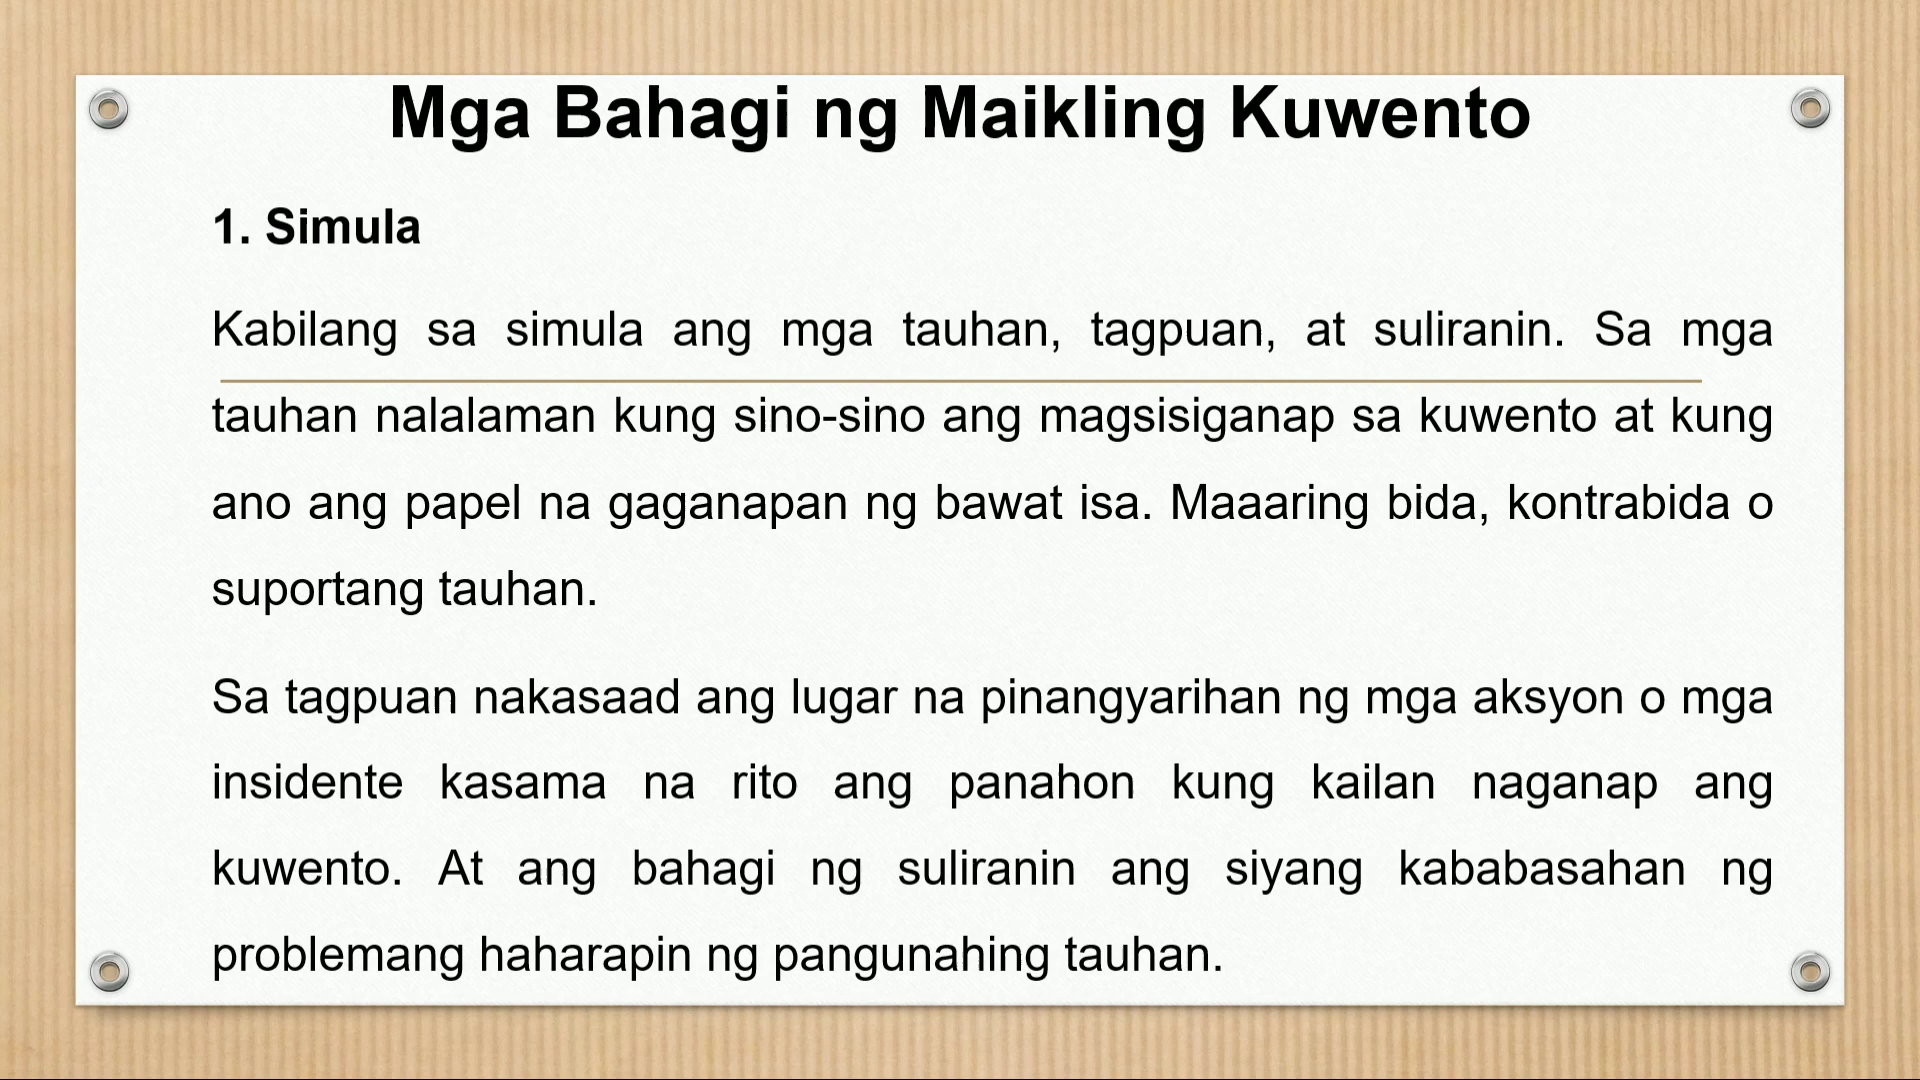 Mga Bahagi ng Maikling Kuwento
1. Simula
Kabilang sa simula ang mga tauhan, tagpuan, at suliranin. Sa mga
tauhan nalalaman kung sino-sino ang magsisiganap sa kuwento at kung
ano ang papel na gaganapan ng bawat isa. Maaaring bida, kontrabida o
suportang tauhan.
Sa tagpuan nakasaad ang lugar na pinangyarihan ng mga aksyon o mga
insidente kasama na rito ang panahon kung kailan naganap ang
kuwento. At ang bahagi ng suliranin ang siyang kababasahan ng
problemang haharapin ng pangunahing tauhan.